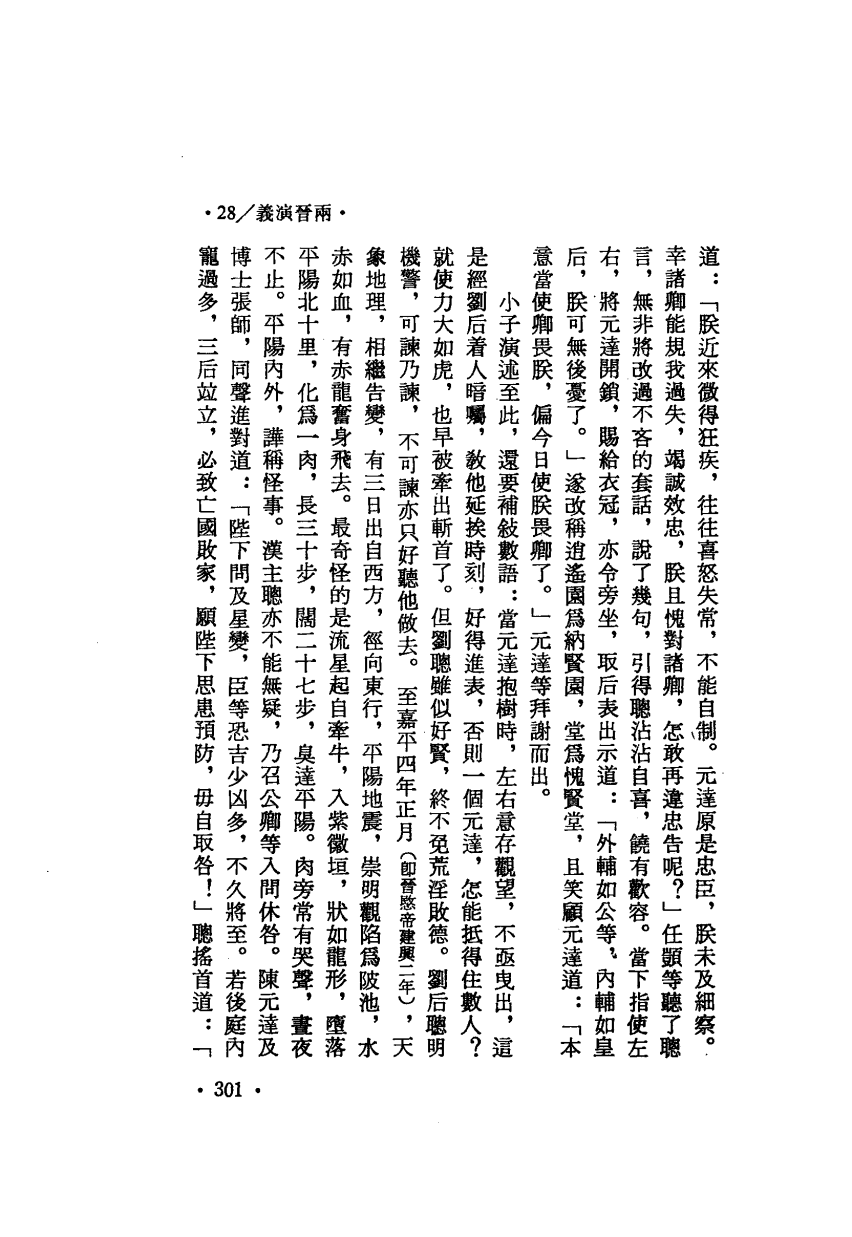 ·28／義演晉兩·
道：「朕近來微得狂疾，往往喜怒失常，不能自制。元達原是忠臣，朕未及細察。
幸諸卿能規我過失，竭誠效忠，朕且愧對諸卿，怎敢再違忠告呢？」任顗等聽了聰
言，無非將改過不吝的套話，說了幾句，引得聰沾沾自喜，饒有歡容。當下指使左
右，將元達開鎖，賜給衣冠，亦令旁坐，取后表出示道：「外輔如公等，內輔如皇
后，朕可無後憂了。」遂改稱逍遙園爲納賢園，堂爲愧賢堂，且笑顧元達道：「本
意當使卿畏朕，偏今日使朕畏卿了。」元達等拜謝而出。
小子演述至此，還要補敍數語：當元達抱樹時，左右意存觀望，不亟曳出，這
是經劉后着人暗囑，敎他延挨時刻，好得進表，否則一個元達，怎能抵得住數人？
就使力大如虎，也早被牽出斬首了。但劉聰雖似好賢，終不免荒淫敗德。劉后聰明
機警，可諫乃諫，不可諫亦只好聽他做去。至嘉平四年正月（卽晉愍帝建興二年），天
象地理，相繼告變，有三日出自西方，徑向東行，平陽地震，崇明觀陷爲陂池，水
赤如血，有赤龍奮身飛去。最奇怪的是流星起自牽牛，入紫微垣，狀如龍形，墮落
平陽北十里，化爲一肉，長三十步，闊二十七步，臭達平陽。肉旁常有哭聲，晝夜
不止。平陽內外，譁稱怪事。漢主聰亦不能無疑，乃召公卿等入問休咎。陳元達及
博士張師，同聲進對道：「陛下問及星變，臣等恐吉少凶多，不久將至。若後庭內
寵過多，三后竝立，必致亡國敗家，願陛下思患預防，毋自取咎！」聰搖首道：「
·301·